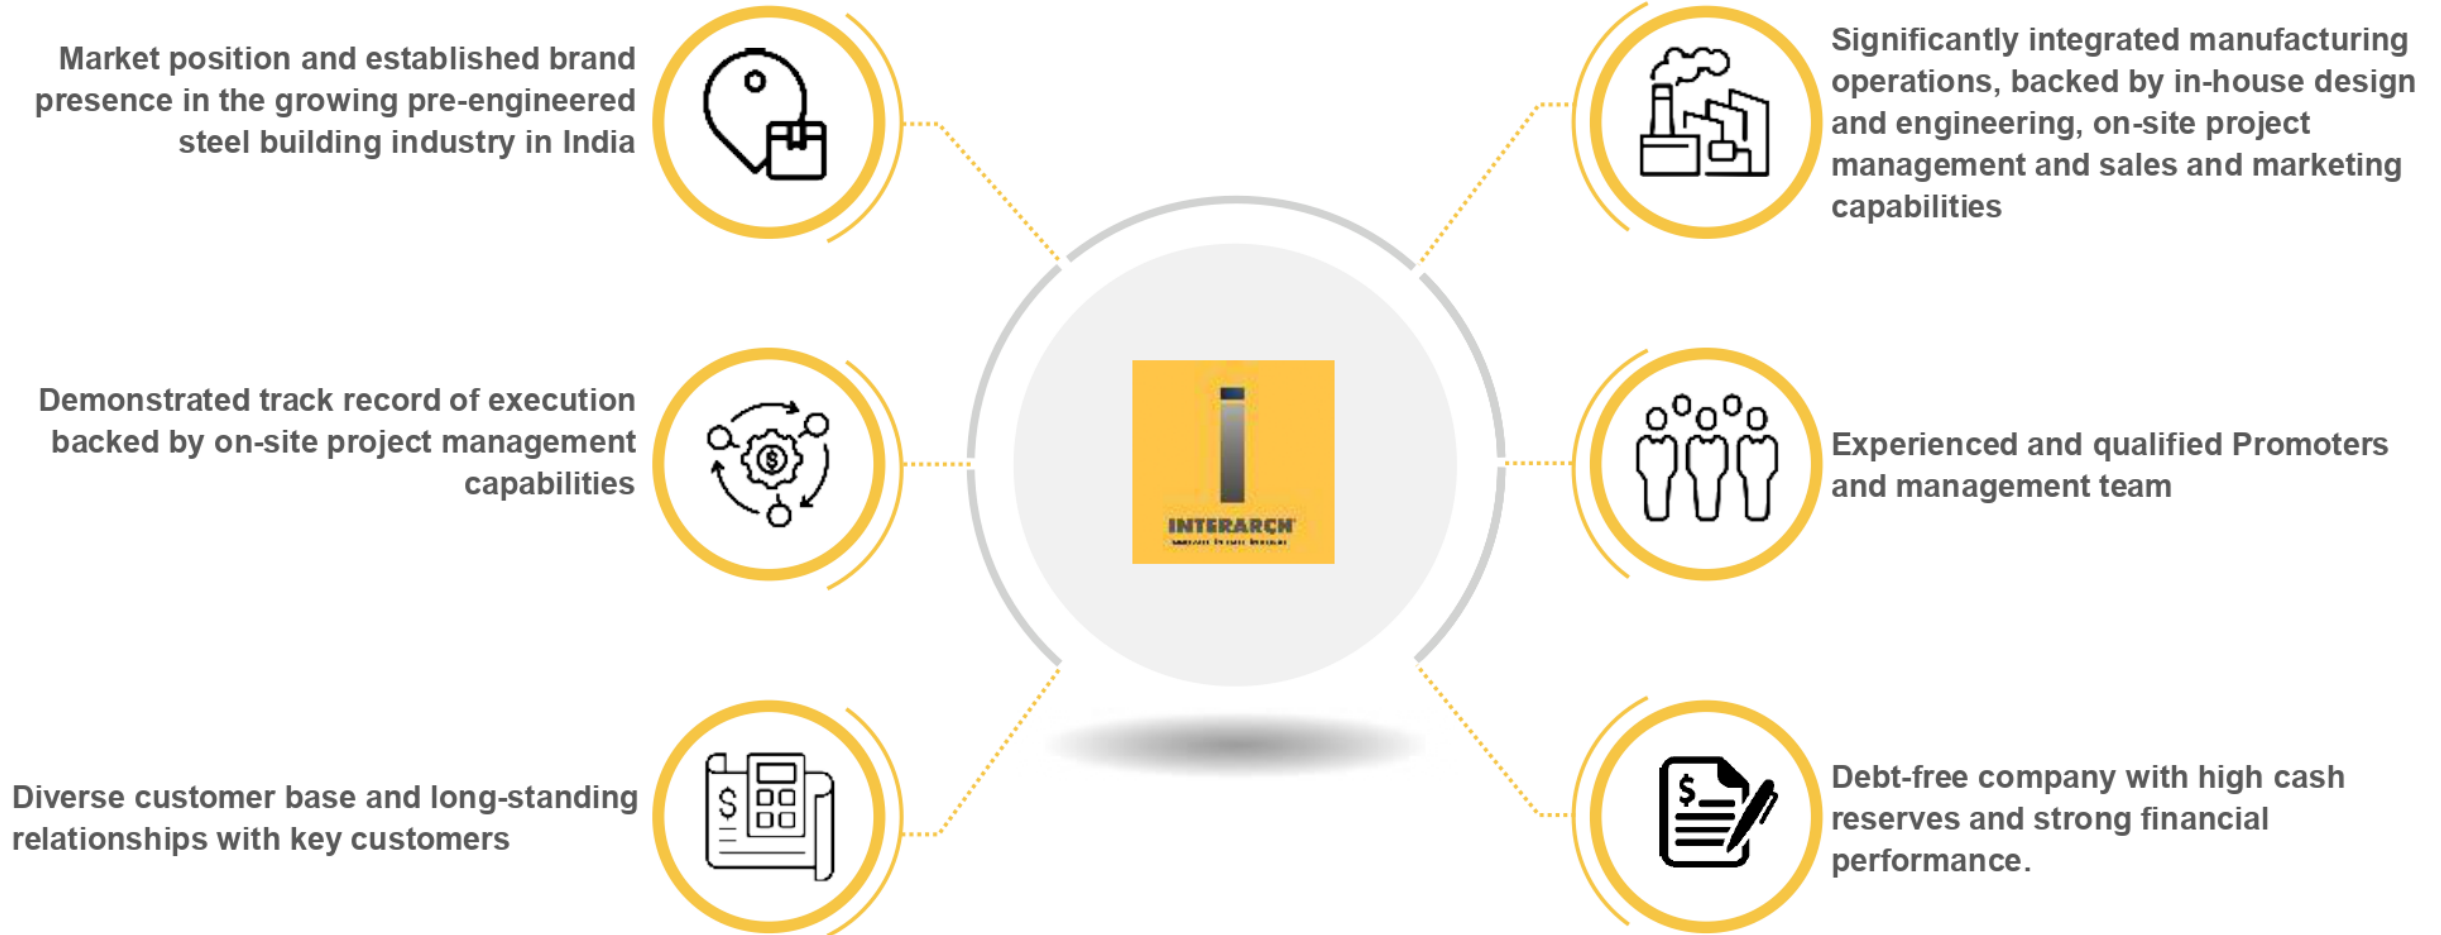 Market position and established brand
presence in the growing pre-engineered
steel building industry in India
Demonstrated track record of execution
backed by on-site project management
capabilities
Diverse customer base and long-standing
relationships with key customers
INTERARCH
Significantly integrated manufacturing
operations, backed by in-house design
and engineering, on-site project
management and sales and marketing
capabilities
Experienced and qualified Promoters
and management team
Debt-free company with high cash
reserves and strong financial
performance.